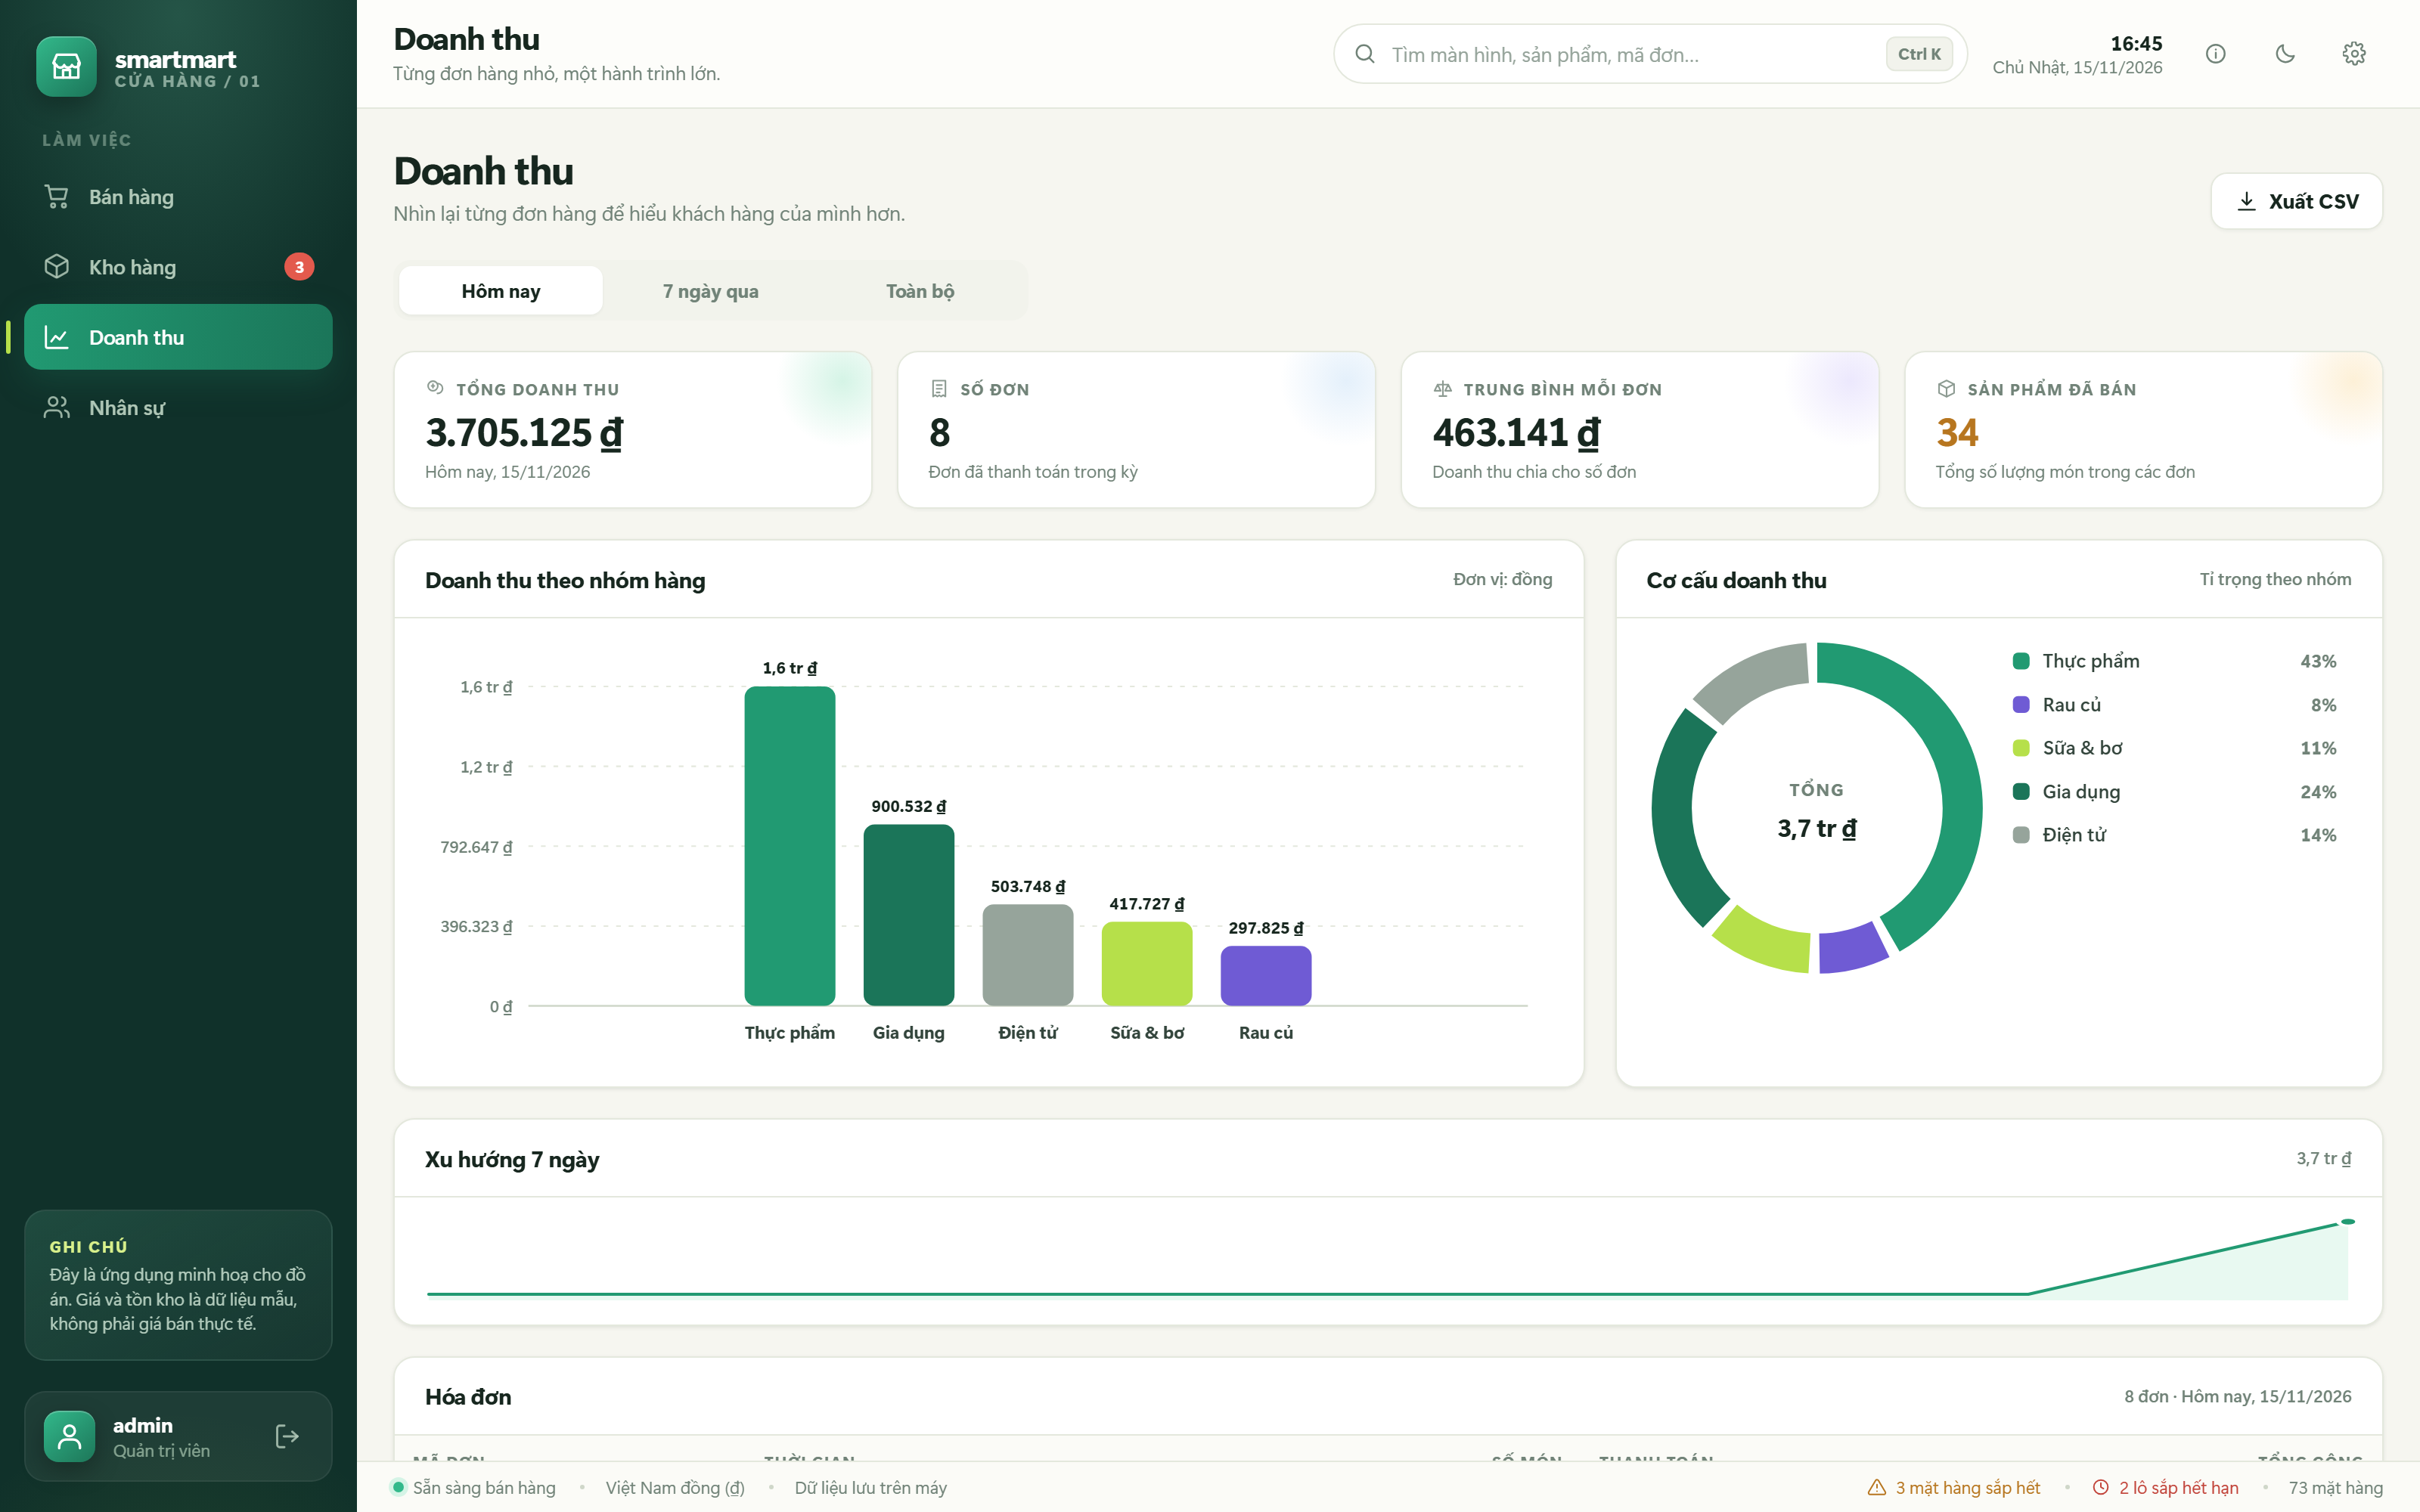 smartmart
CỬA HÀNG / 01
LÀM VIỆC
Bán hàng
Kho hàng
3
Doanh thu
Nhân sự
GHI CHÚ
Đây là ứng dụng minh hoạ cho đồ
án. Giá và tồn kho là dữ liệu mẫu,
không phải giá bán thực tế.
admin
Quản trị viên
Doanh thu
Từng đơn hàng nhỏ, một hành trình lớn.
Tìm màn hình, sản phẩm, mã đơn...
Ctrl K
16:45
Chủ Nhật, 15/11/2026
Doanh thu
Nhìn lại từng đơn hàng để hiểu khách hàng của mình hơn.
Xuất CSV
Hôm nay
7 ngày qua
Toàn bộ
TỔNG DOANH THU
3.705.125 ₫
Hôm nay, 15/11/2026
SỐ ĐƠN
8
Đơn đã thanh toán trong kỳ
TRUNG BÌNH MỖI ĐƠN
463.141 ₫
Doanh thu chia cho số đơn
SẢN PHẨM ĐÃ BÁN
34
Tổng số lượng món trong các đơn
Doanh thu theo nhóm hàng
Đơn vị: đồng
1,6 tr ₫
1,2 tr ₫
792.647 ₫
396.323 ₫
0 ₫
1,6 tr ₫
900.532 ₫
503.748 ₫
417.727 ₫
297.825 ₫
Thực phẩm
Gia dụng
Điện tử
Sữa & bơ
Rau củ
Cơ cấu doanh thu
Tỉ trọng theo nhóm
TỔNG
3,7 tr ₫
Thực phẩm 43%
Rau củ 8%
Sữa & bơ 11%
Gia dụng 24%
Điện tử 14%
Xu hướng 7 ngày
3,7 tr ₫
Hóa đơn
8 đơn · Hôm nay, 15/11/2026
MÃ ĐƠN THỜI GIAN SỐ MÓN THANH TOÁN TỔNG CỘNG
Sẵn sàng bán hàng • Việt Nam đồng (₫) • Dữ liệu lưu trên máy
3 mặt hàng sắp hết • 2 lô sắp hết hạn • 73 mặt hàng